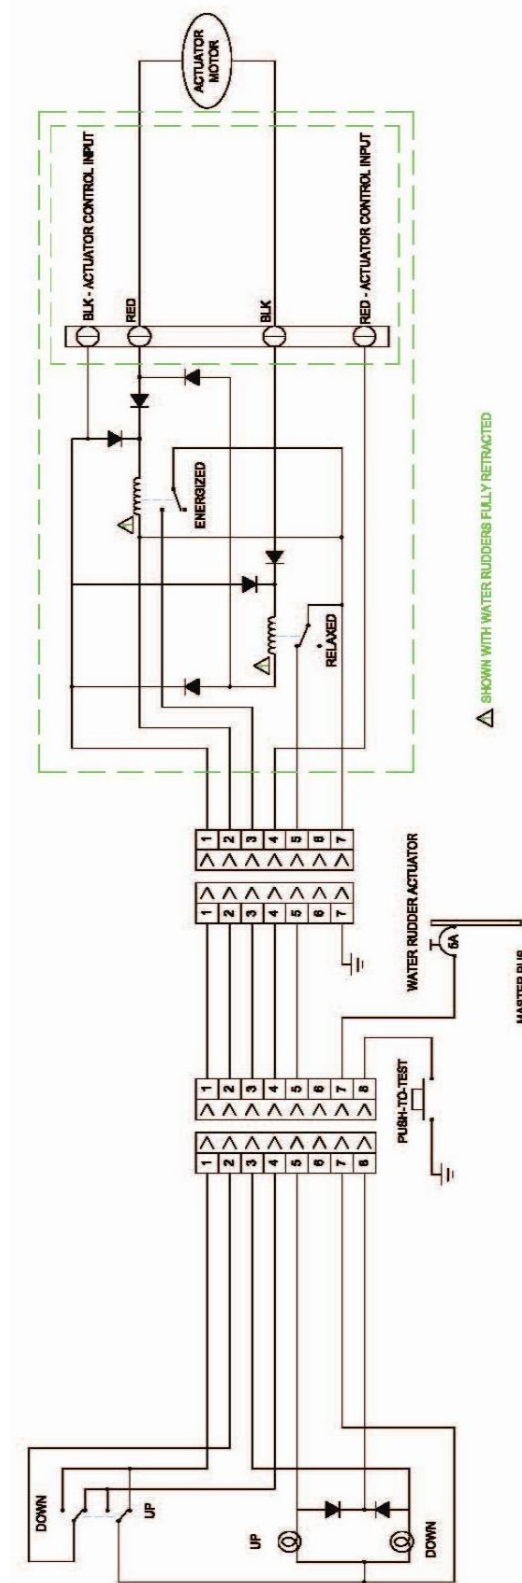 ACTUATOR
MOTOR
BLK - ACTUATOR CONTROL INPUT
RED
BLK
RED - ACTUATOR CONTROL INPUT
ENERGIZED
RELAXED
SHOWN WITH WATER RUDDERS FULLY RETRACTED
1 2 3 4 5 6 7
1 2 3 4 5 6 7
WATER RUDDER ACTUATOR
5A
MASTER BUS
1 2 3 4 5 6 7 8
PUSH-TO-TEST
1 2 3 4 5 6 7 8
DOWN
UP
UP
DOWN